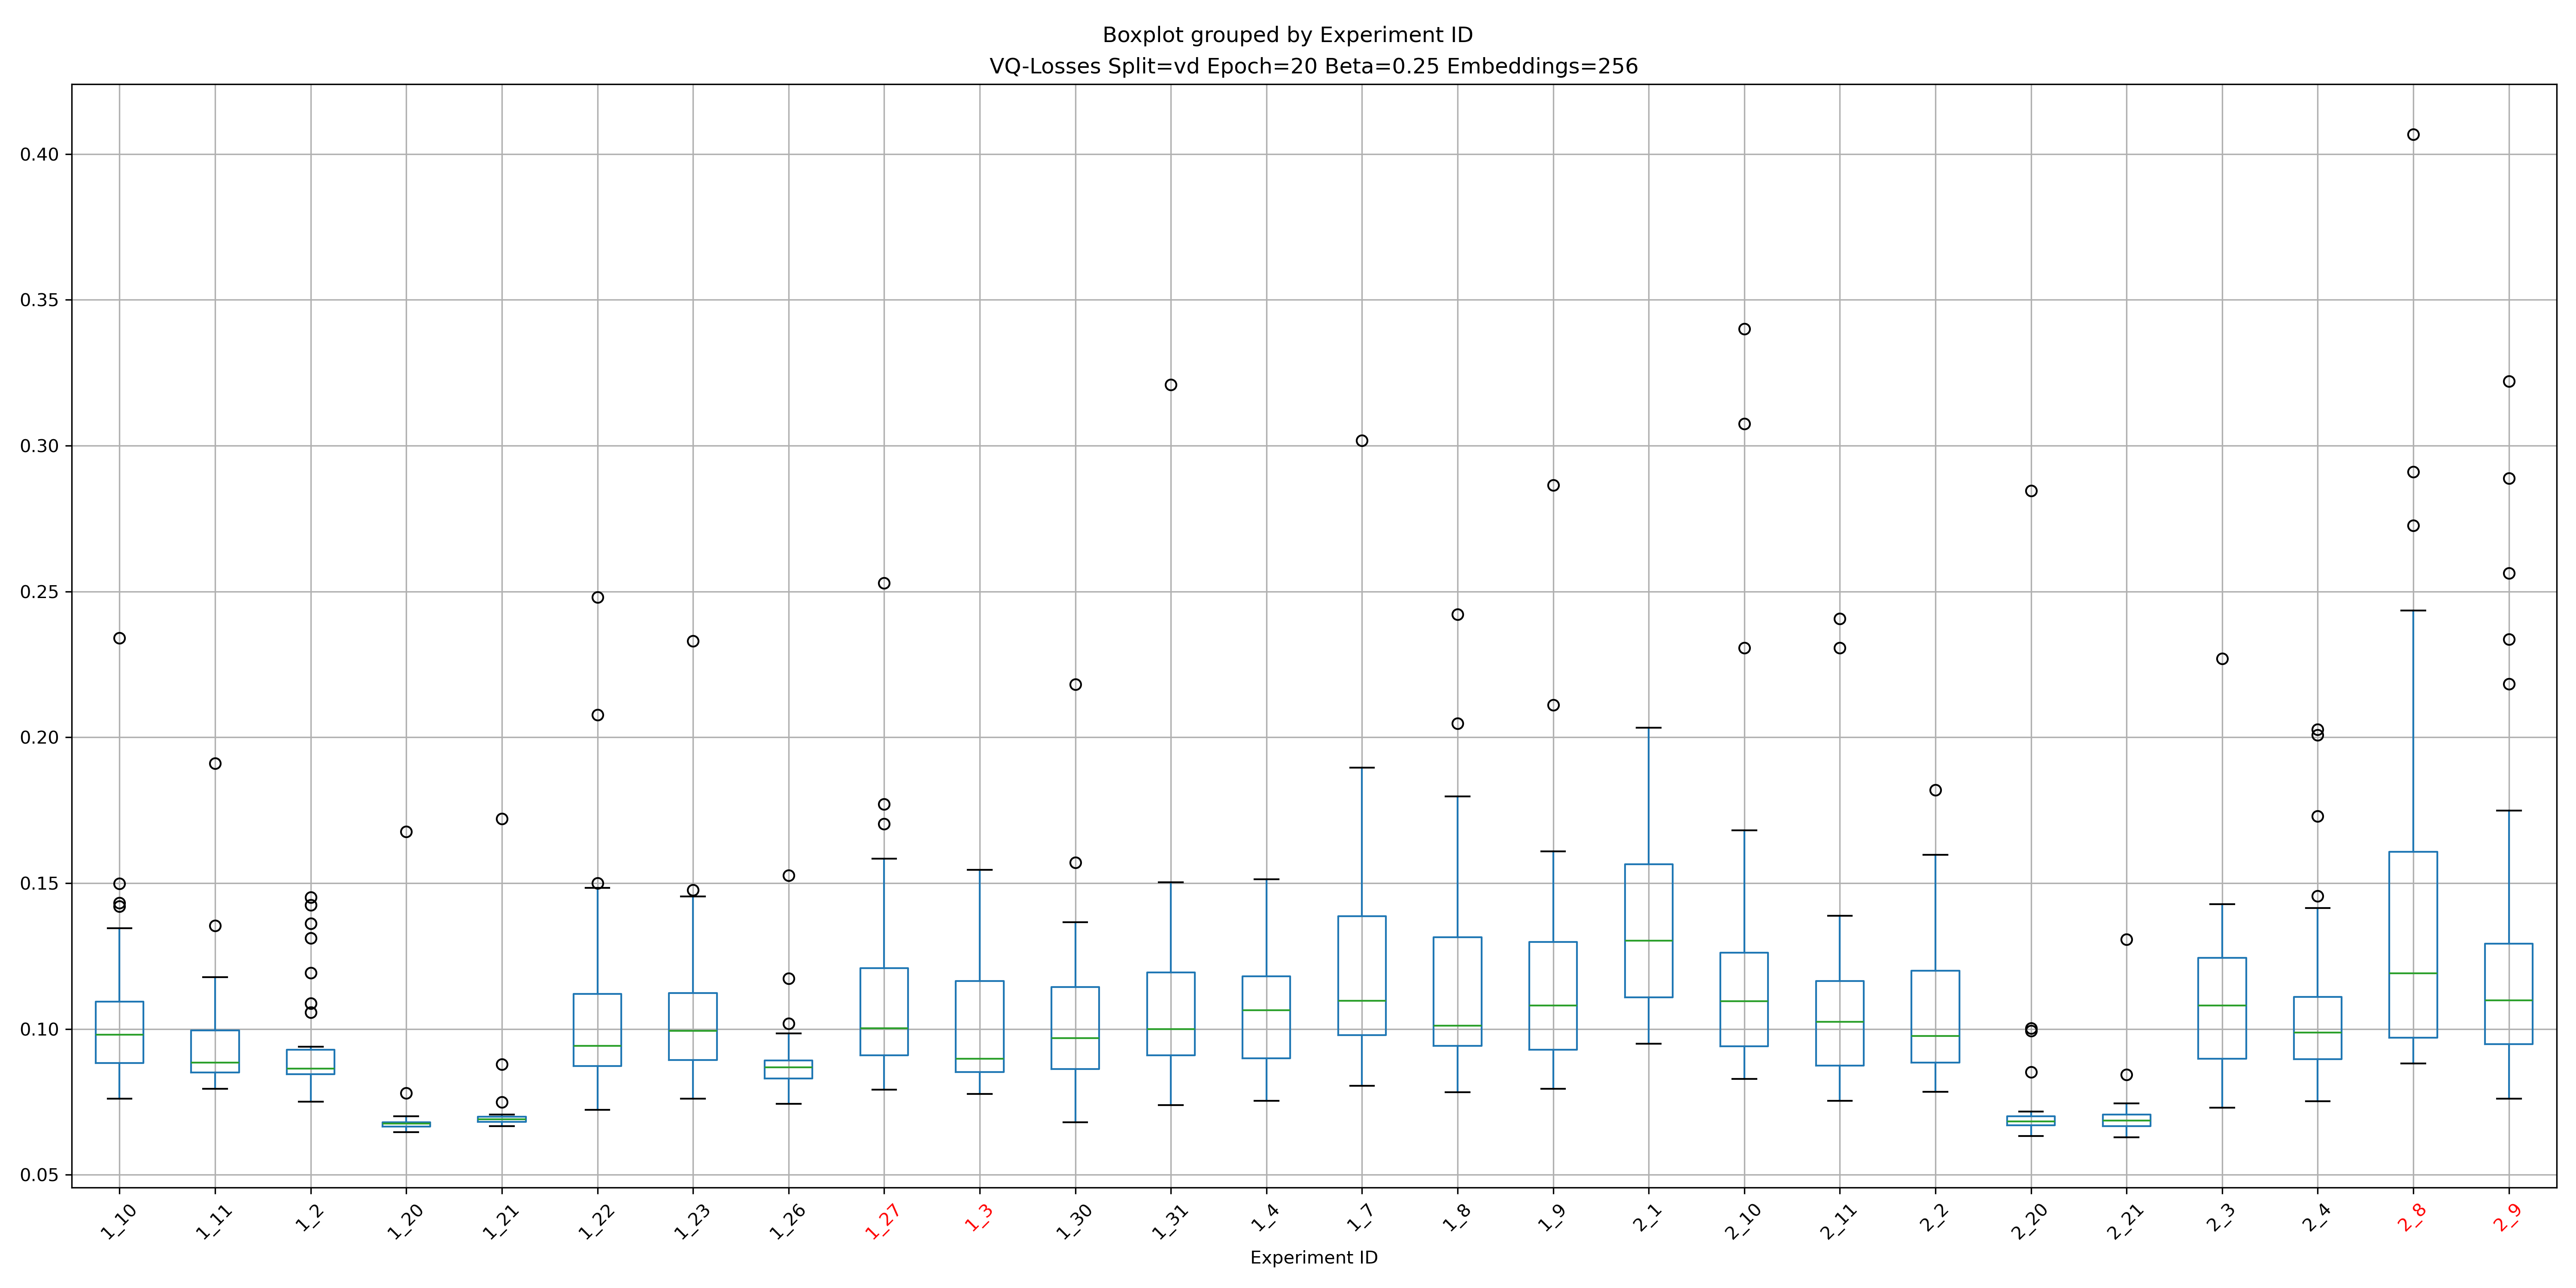 Boxplot grouped by Experiment ID
VQ-Losses Split=vd Epoch=20 Beta=0.25 Embeddings=256
0.40
0.35
0.30
0.25
0.20
0.15
0.10
0.05
1_10 1_11 1_2 1_20 1_21 1_22 1_23 1_26 1_27 1_3 1_30 1_31 1_4 1_7 1_8 1_9 2_1 2_10 2_11 2_2 2_20 2_21 2_3 2_4 2_8 2_9
Experiment ID